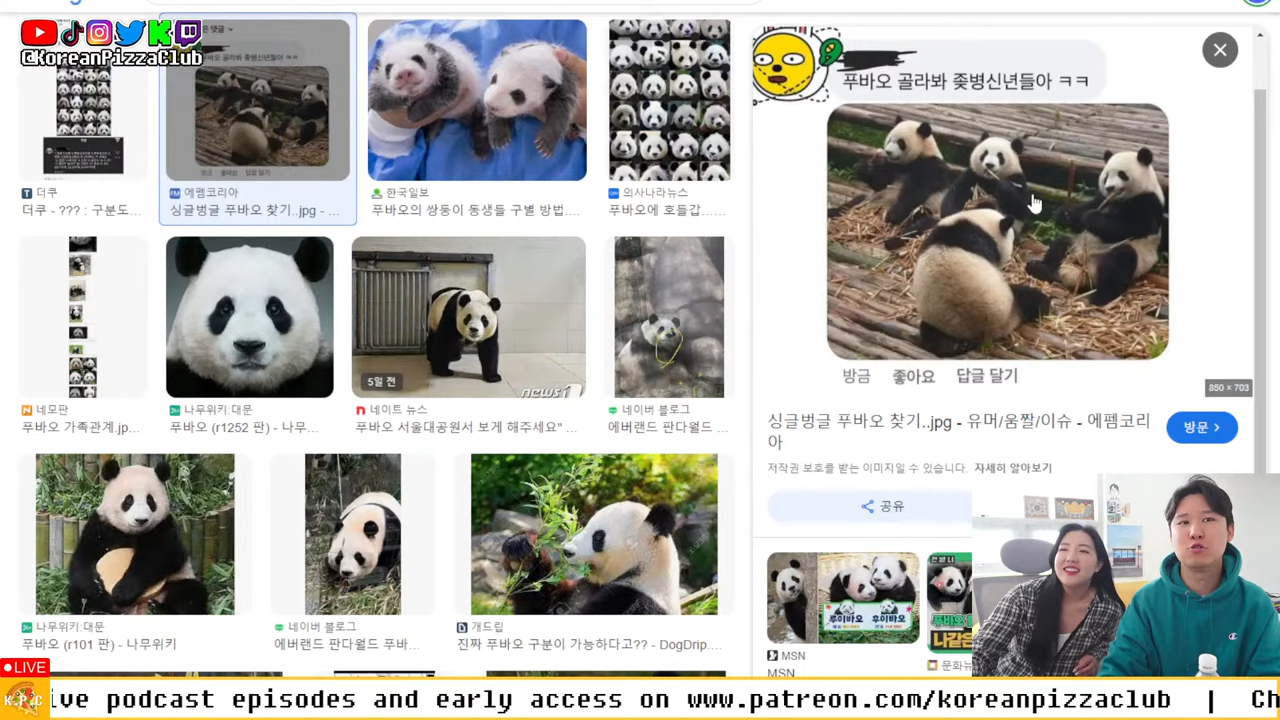 @KoreanPizzaClub
더쿠
더쿠 - ??? : 구분도...
에펨코리아
싱글벙글 푸바오 찾기..jpg - ...
한국일보
푸바오의 쌍둥이 동생들 구별 방법....
의사나라뉴스
푸바오에 호들갑...
네모판
푸바오 가족관계.jp...
나무위키:대문
푸바오 (r1252 판) - 나무...
5일 전
news1
네이트 뉴스
푸바오 서울대공원서 보게 해주세요” ...
네이버 블로그
에버랜드 판다월드 ...
나무위키:대문
푸바오 (r101 판) - 나무위키
네이버 블로그
에버랜드 판다월드 푸바...
개드립
진짜 푸바오 구분이 가능하다고?? - DogDrip....
푸바오 골라봐 좆병신년들아 ㅋㅋ
방금 좋아요 답글 달기
850 × 703
싱글벙글 푸바오 찾기..jpg - 유머/움짤/이슈 - 에펨코리
아
방문
저작권 보호를 받는 이미지일 수 있습니다. 자세히 알아보기
공유
루이바오 후이바오
MSN
MSN
LIVE
K.P.C
ive podcast episodes and early access on www.patreon.com/koreanpizzaclub | Ch